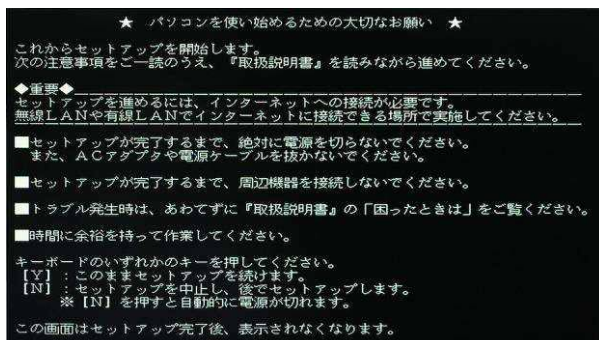 ★ パソコンを使い始めるための大切なお願い ★
これからセットアップを開始します。
次の注意事項をご一読のうえ、『取扱説明書』を読みながら進めてください。
◆重要◆
セットアップを進めるには、インターネットへの接続が必要です。
無線LANや有線LANでインターネットに接続できる場所で実施してください。
■セットアップが完了するまで、絶対に電源を切らないでください。
また、ACアダプタや電源ケーブルを抜かないでください。
■セットアップが完了するまで、周辺機器を接続しないでください。
■トラブル発生時は、あわてずに『取扱説明書』の「困ったときは」をご覧ください。
■時間に余裕を持って作業してください。
キーボードのいずれかのキーを押してください。
[Y]:このままセットアップを続けます。
[N]:セットアップを中止し、後でセットアップします。
※[N]を押すと自動的に電源が切れます。
この画面はセットアップ完了後、表示されなくなります。